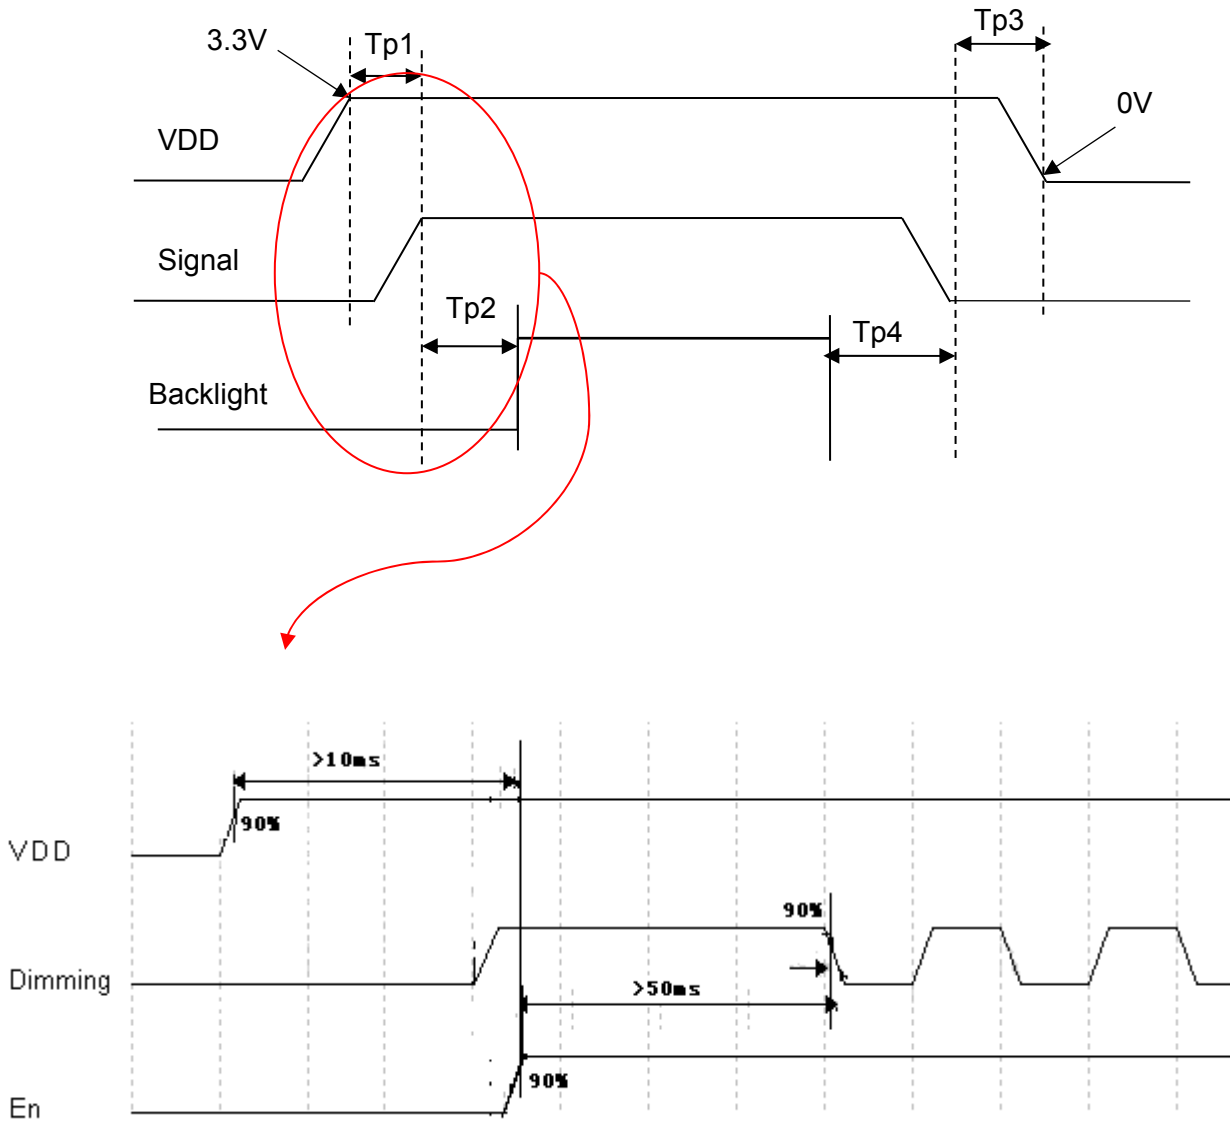 3.3V
Tp1
Tp3
0V
VDD
Signal
Tp2
Tp4
Backlight
>10ms
90%
VDD
90%
Dimming
>50ms
90%
En